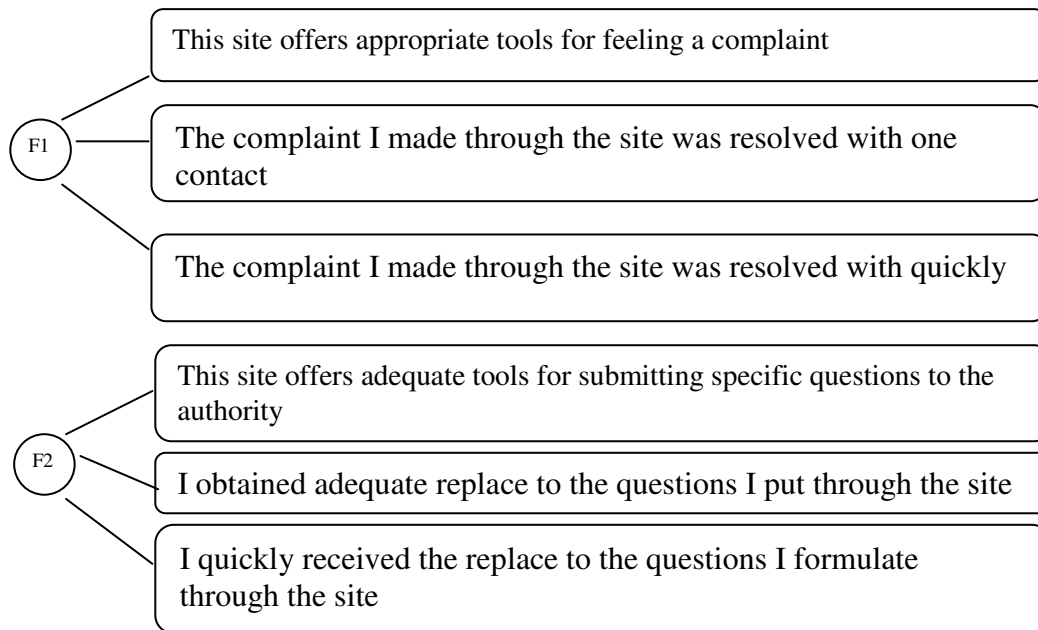 This site offers appropriate tools for feeling a complaint
F1
The complaint I made through the site was resolved with one
contact
The complaint I made through the site was resolved with quickly
This site offers adequate tools for submitting specific questions to the
authority
F2
I obtained adequate replace to the questions I put through the site
I quickly received the replace to the questions I formulate
through the site